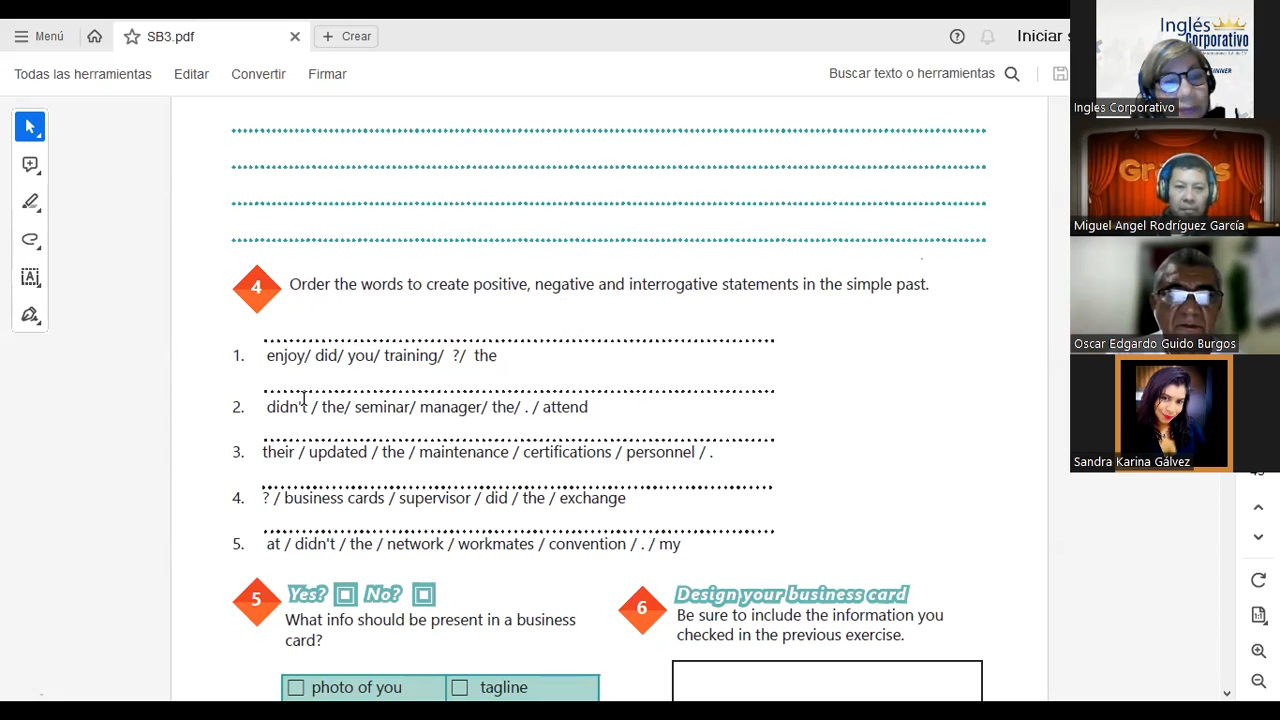 Menú
SB3.pdf
Crear
Iniciar s
Todas las herramientas
Editar
Convertir
Firmar
Buscar texto o herramientas
4
Order the words to create positive, negative and interrogative statements in the simple past.
1. enjoy/ did/ you/ training/ ?/ the
2. didn't / the/ seminar/ manager/ the/ . / attend
3. their / updated / the / maintenance / certifications / personnel / .
4. ? / business cards / supervisor / did / the / exchange
5. at / didn't / the / network / workmates / convention / . / my
5
Yes? No?
What info should be present in a business
card?
photo of you
tagline
6
Design your business card
Be sure to include the information you
checked in the previous exercise.
Inglés
Corporativo
Ingles Corporativo
Miguel Angel Rodríguez García
Oscar Edgardo Guido Burgos
Sandra Karina Gálvez